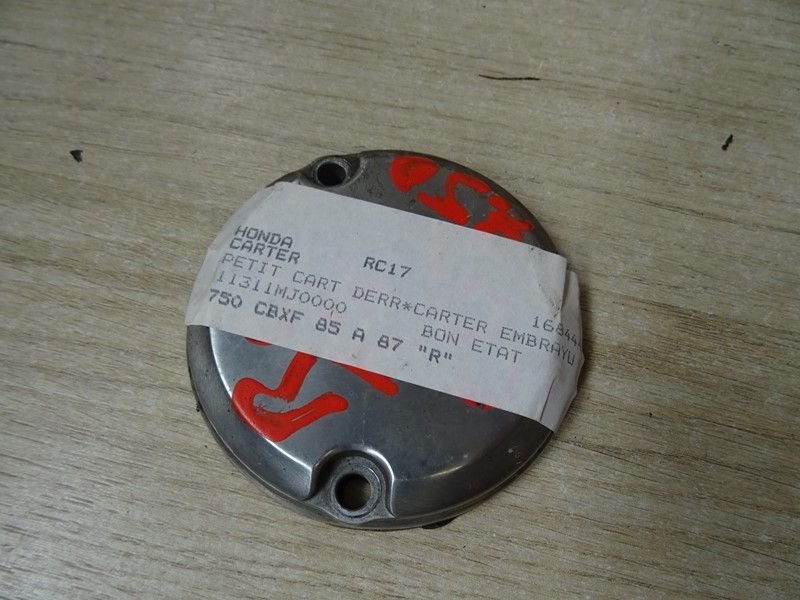 HONDA
CARTER RC17
PETIT CART DERR*CARTER EMBRAYU
11311MJ0000 BON ETAT
750 CBXF 85 A 87 "R"